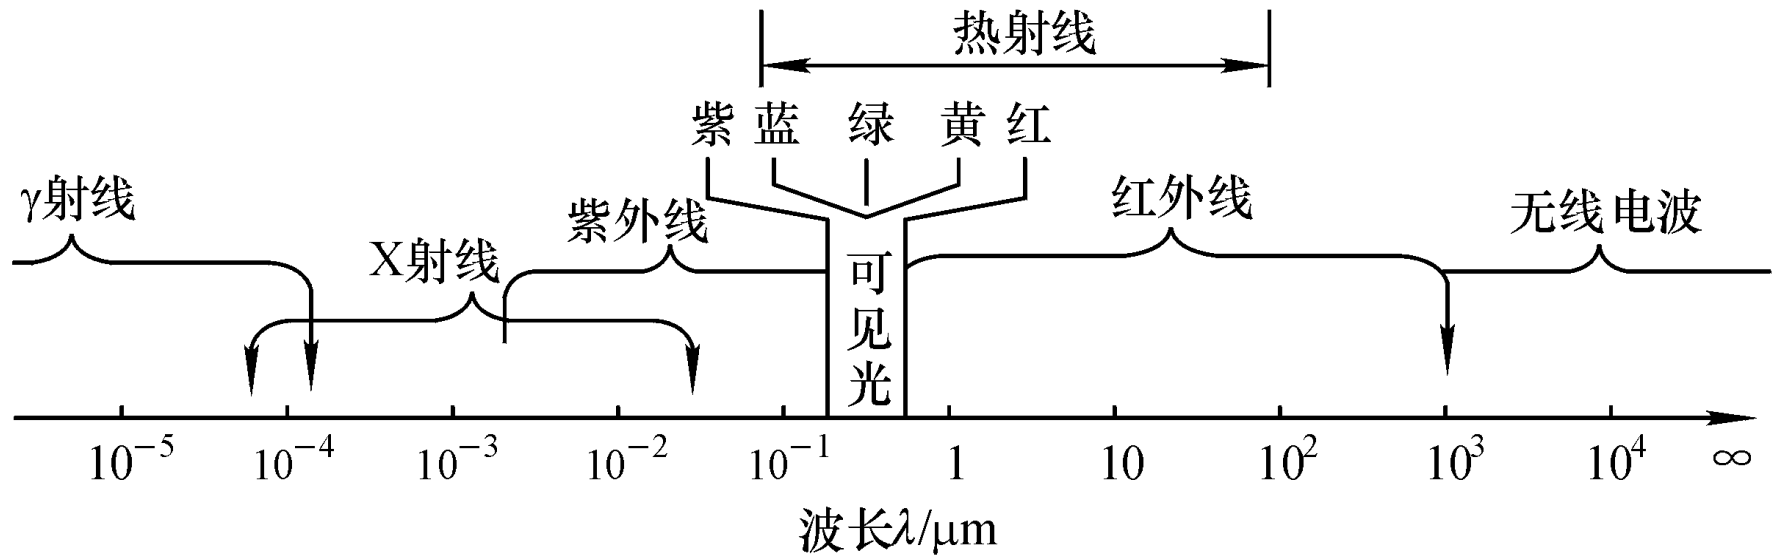 热射线
紫 蓝 绿 黄 红
γ射线
X射线
紫外线
可见光
红外线
无线电波
10⁻⁵ 10⁻⁴ 10⁻³ 10⁻² 10⁻¹ 1 10 10² 10³ 10⁴ ∞
波长λ/μm